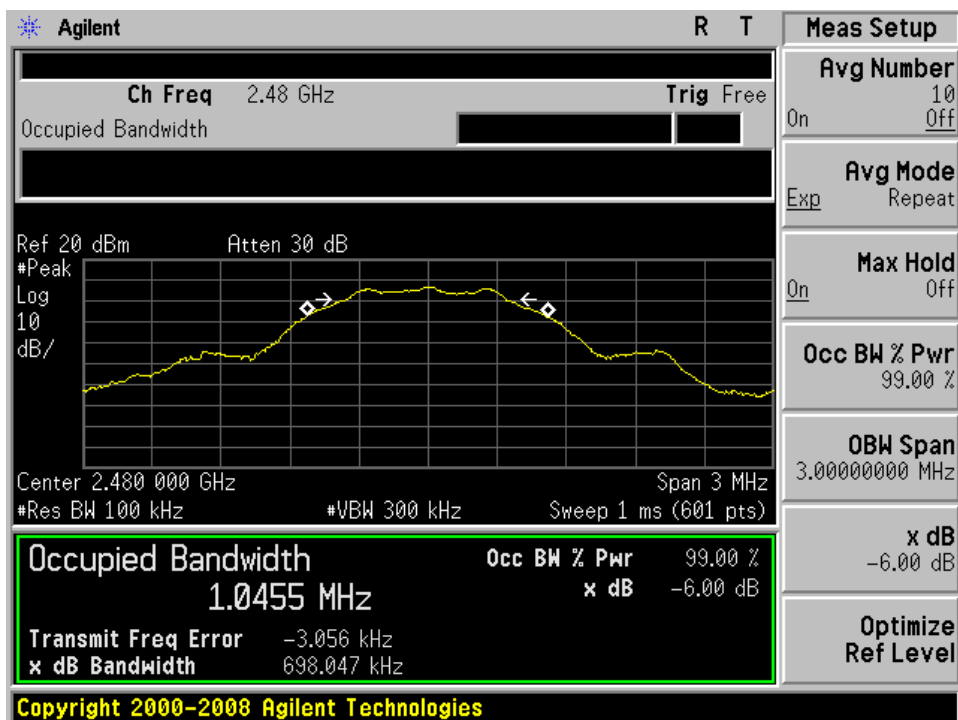 Agilent R T
Ch Freq 2.48 GHz Trig Free
Occupied Bandwidth
Ref 20 dBm Atten 30 dB
#Peak
Log
10
dB/
Center 2.480 000 GHz Span 3 MHz
#Res BW 100 kHz #VBW 300 kHz Sweep 1 ms (601 pts)
Occupied Bandwidth Occ BW % Pwr 99.00 %
1.0455 MHz x dB -6.00 dB
Transmit Freq Error -3.056 kHz
x dB Bandwidth 698.047 kHz
Copyright 2000-2008 Agilent Technologies
Meas Setup
Avg Number
10
On Off
Avg Mode
Exp Repeat
Max Hold
On Off
Occ BW % Pwr
99.00 %
OBW Span
3.00000000 MHz
x dB
-6.00 dB
Optimize
Ref Level